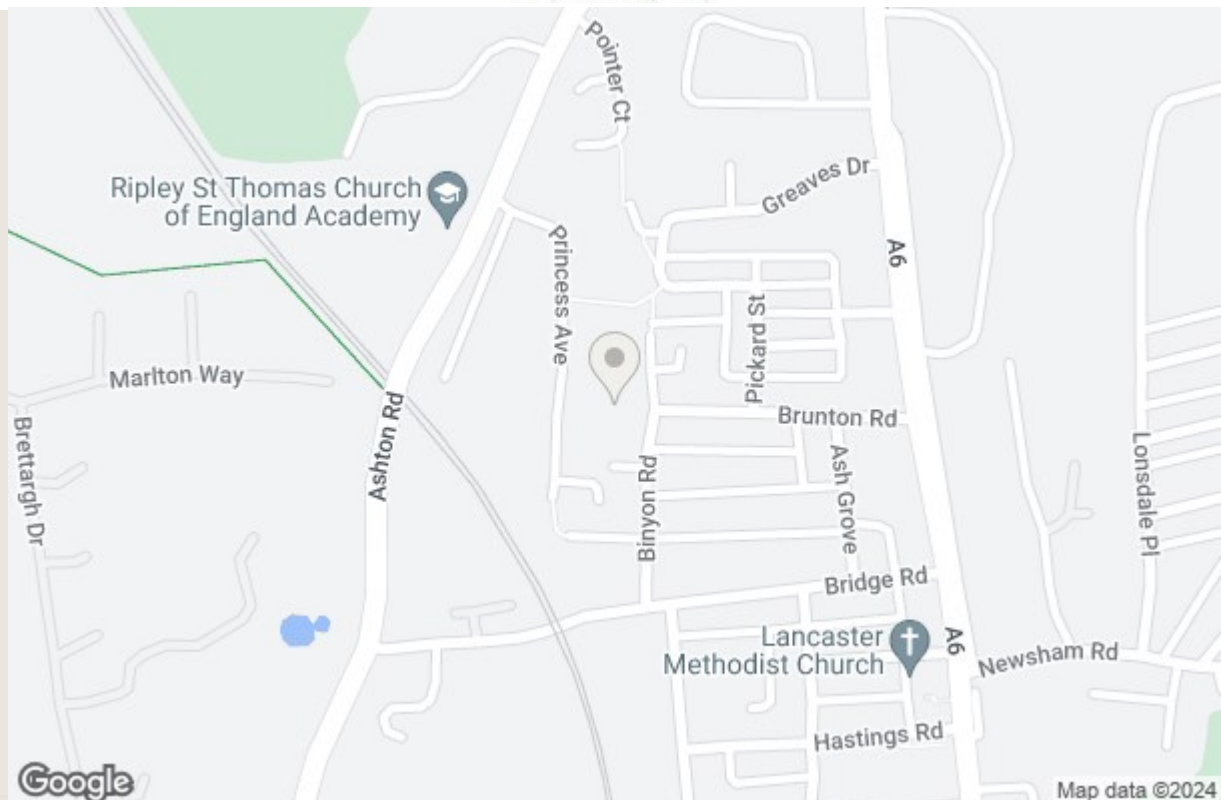 Pointer Ct
Ripley St Thomas Church
of England Academy
Greaves Dr
Princess Ave
A6
Pickard St
Marlton Way
Ashton Rd
Brunton Rd
Brettargh Dr
Binyon Rd
Ash Grove
Lonsdale Pl
Bridge Rd
Lancaster
Methodist Church
A6
Newsham Rd
Hastings Rd
Google
Map data ©2024